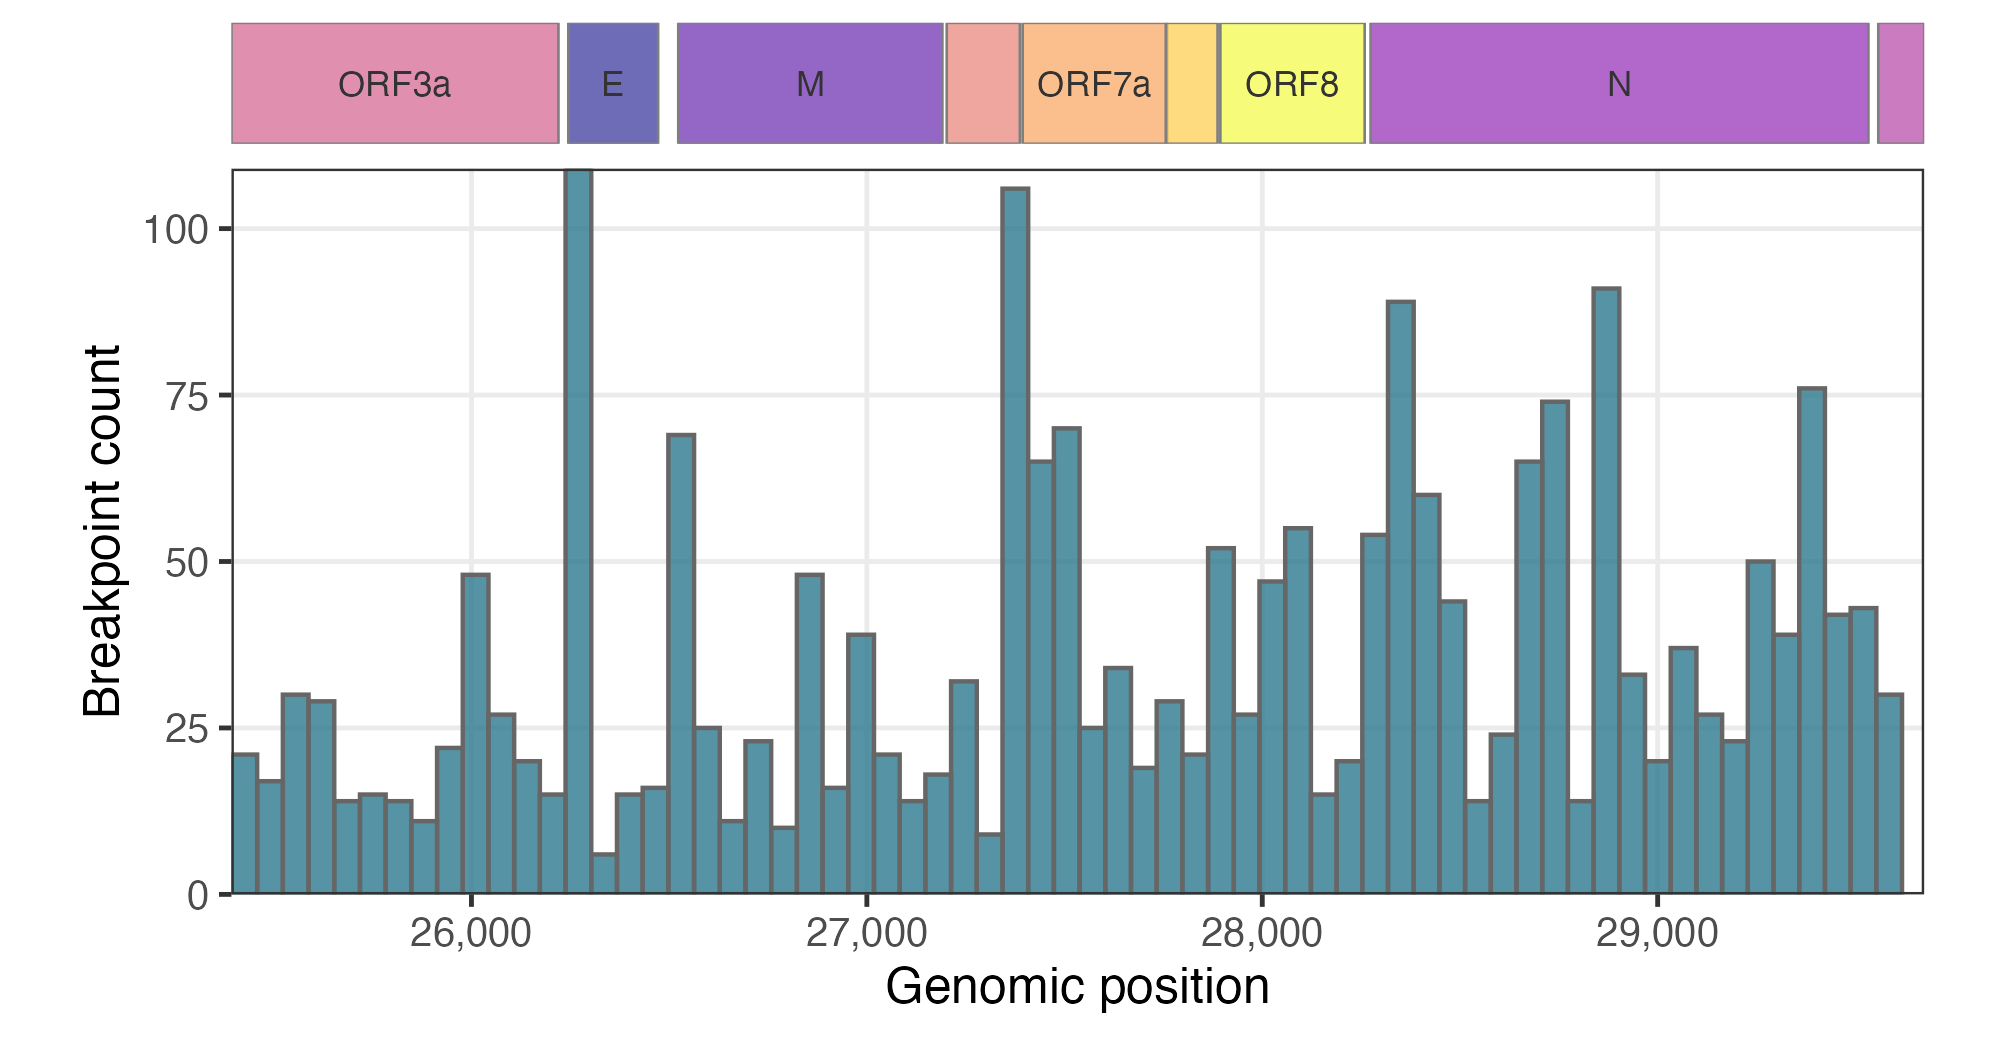 ORF3a E M ORF7a ORF8 N
100
75
50
25
0
Breakpoint count
26,000 27,000 28,000 29,000
Genomic position